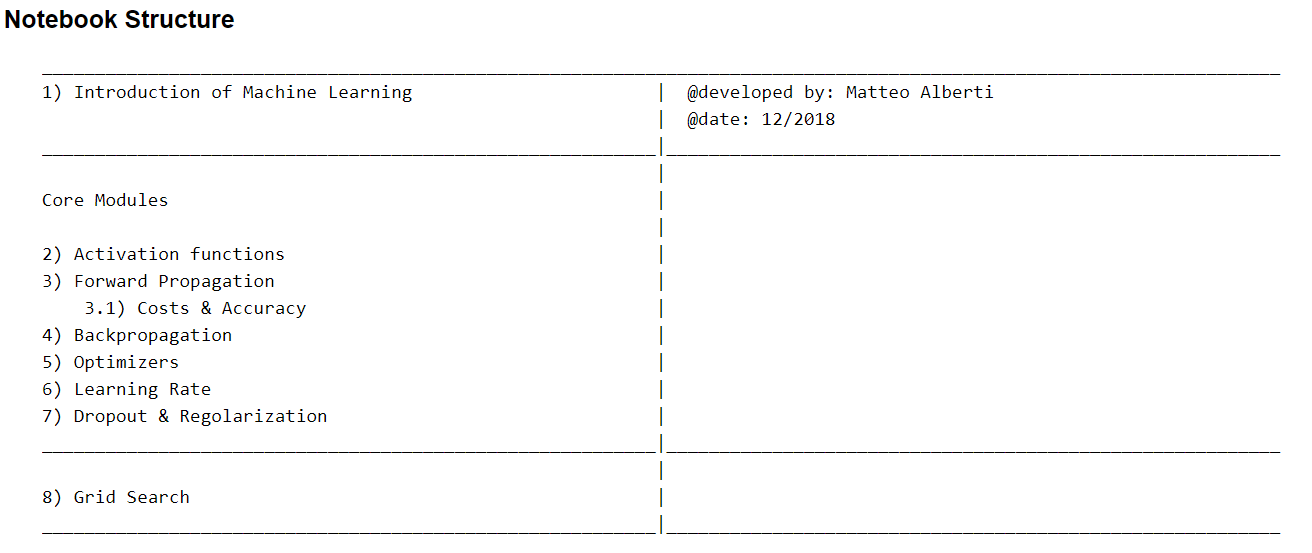 Notebook Structure
1) Introduction of Machine Learning | @developed by: Matteo Alberti
| @date: 12/2018
Core Modules
2) Activation functions
3) Forward Propagation
3.1) Costs & Accuracy
4) Backpropagation
5) Optimizers
6) Learning Rate
7) Dropout & Regolarization
8) Grid Search